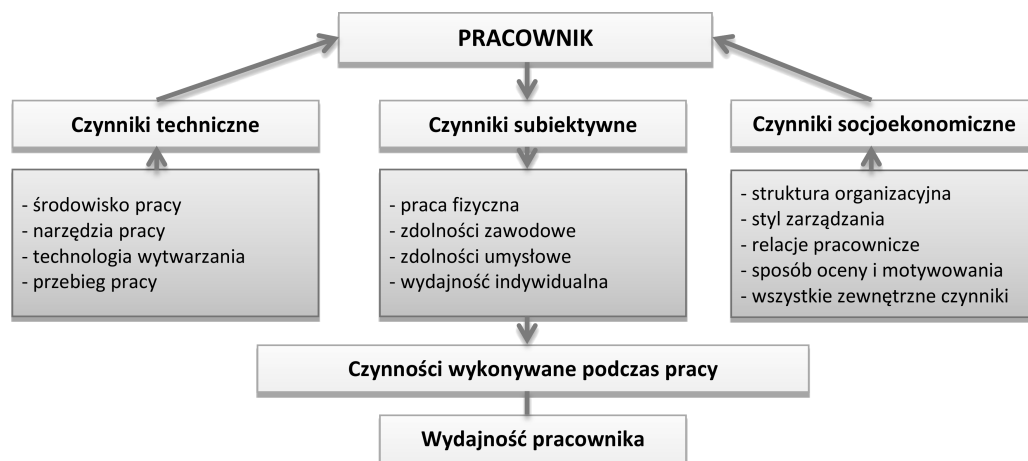 PRACOWNIK
Czynniki techniczne
- środowisko pracy
- narzędzia pracy
- technologia wytwarzania
- przebieg pracy
Czynniki subiektywne
- praca fizyczna
- zdolności zawodowe
- zdolności umysłowe
- wydajność indywidualna
Czynniki socjoekonomiczne
- struktura organizacyjna
- styl zarządzania
- relacje pracownicze
- sposób oceny i motywowania
- wszystkie zewnętrzne czynniki
Czynności wykonywane podczas pracy
Wydajność pracownika